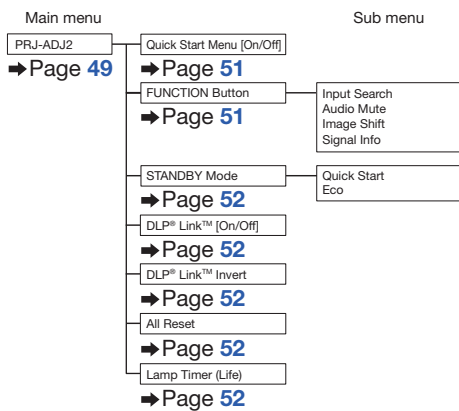 Main menu
Sub menu
PRJ-ADJ2
➡Page 49
Quick Start Menu [On/Off]
➡Page 51
FUNCTION Button
➡Page 51
Input Search
Audio Mute
Image Shift
Signal Info
STANDBY Mode
➡Page 52
Quick Start
Eco
DLP® Link™ [On/Off]
➡Page 52
DLP® Link™ Invert
➡Page 52
All Reset
➡Page 52
Lamp Timer (Life)
➡Page 52